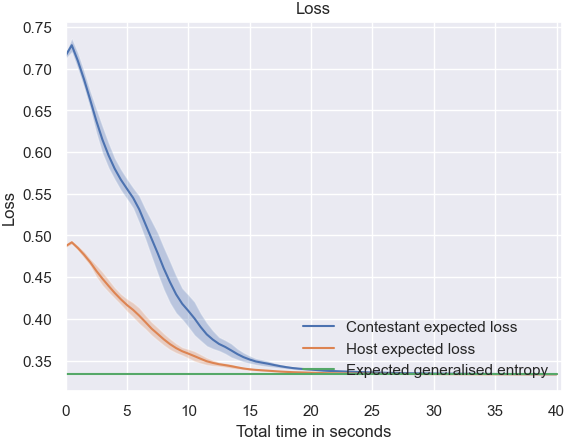 Loss
0.75
0.70
0.65
0.60
0.55
0.50
0.45
0.40
0.35
Loss
Contestant expected loss
Host expected loss
Expected generalised entropy
0 5 10 15 20 25 30 35 40
Total time in seconds